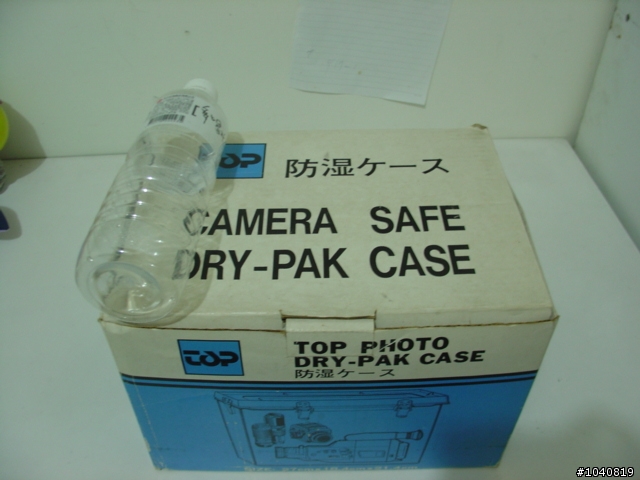 TOP
防湿ケース
CAMERA SAFE
DRY-PAK CASE
TOP
TOP PHOTO
DRY-PAK CASE
防湿ケース
#1040819